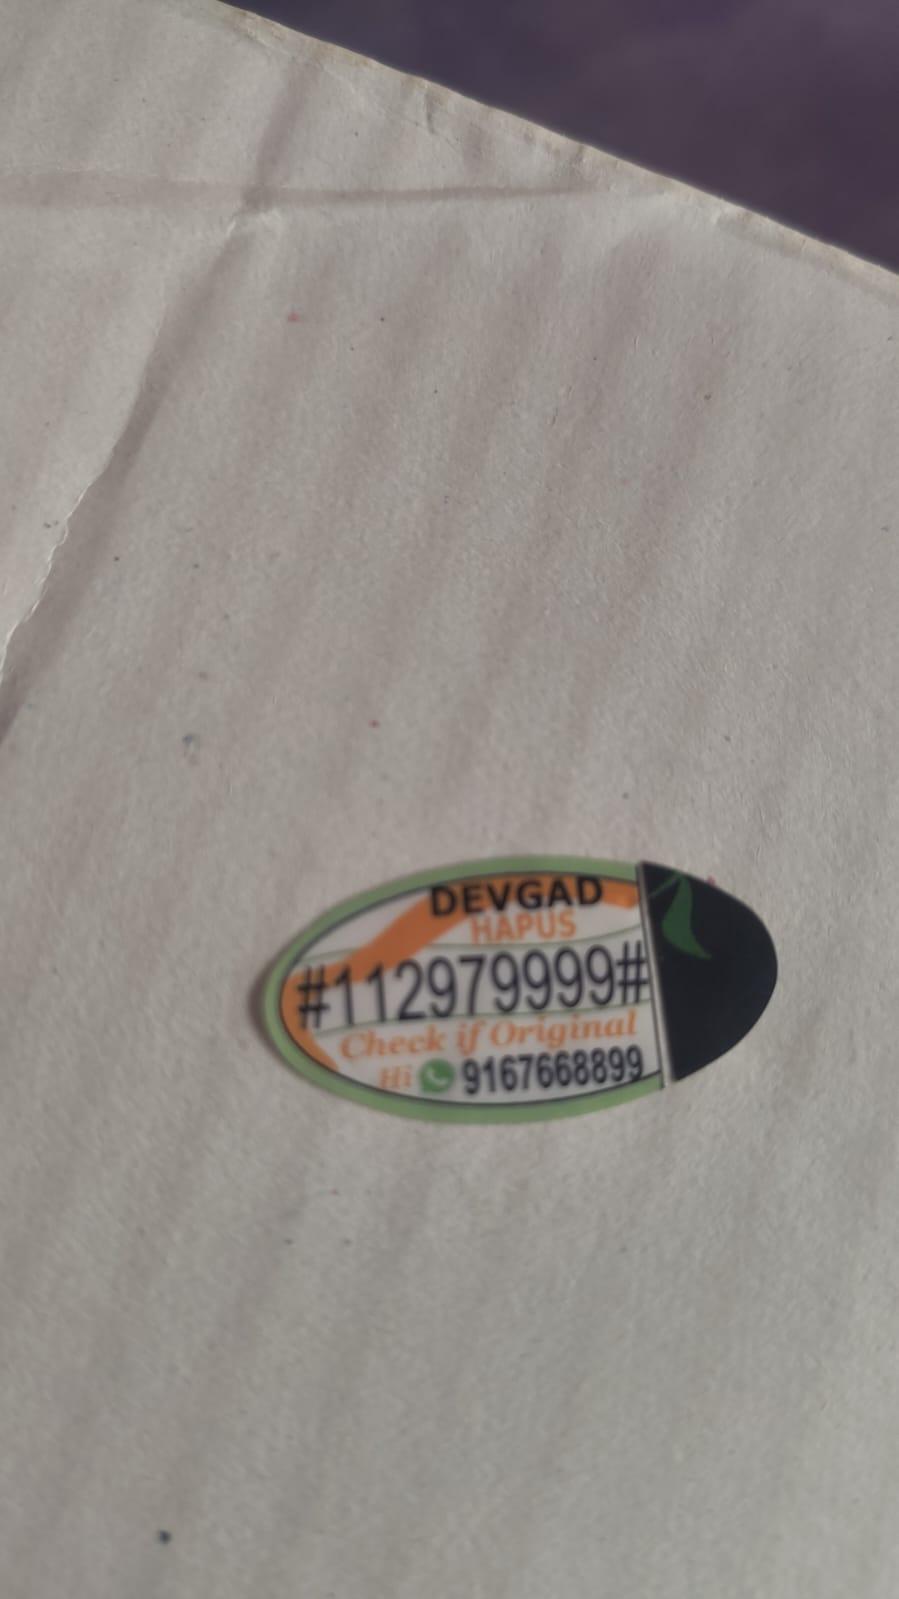 DEVGAD
HAPUS
#112979999#
Check if Original
Hi 9167668899